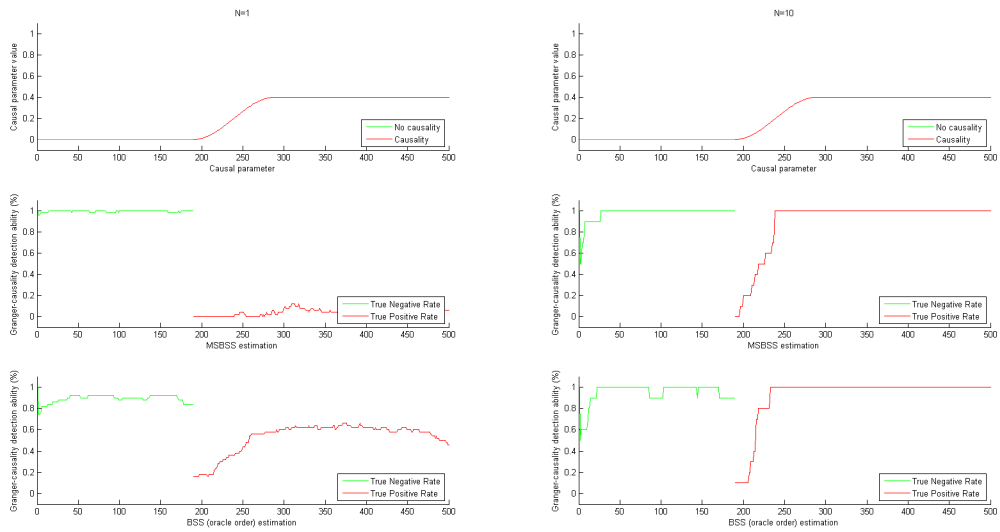 N=1
Causal parameter value
1
0.8
0.6
0.4
0.2
0
0 50 100 150 200 250 300 350 400 450 500
No causality
Causality
Causal parameter
N=10
Causal parameter value
1
0.8
0.6
0.4
0.2
0
0 50 100 150 200 250 300 350 400 450 500
No causality
Causality
Causal parameter
Granger-causality detection ability (%)
1
0.8
0.6
0.4
0.2
0
0 50 100 150 200 250 300 350 400 450 500
True Negative Rate
True Positive Rate
MSBSS estimation
Granger-causality detection ability (%)
1
0.8
0.6
0.4
0.2
0
0 50 100 150 200 250 300 350 400 450 500
True Negative Rate
True Positive Rate
MSBSS estimation
Granger-causality detection ability (%)
1
0.8
0.6
0.4
0.2
0
0 50 100 150 200 250 300 350 400 450 500
True Negative Rate
True Positive Rate
BSS (oracle order) estimation
Granger-causality detection ability (%)
1
0.8
0.6
0.4
0.2
0
0 50 100 150 200 250 300 350 400 450 500
True Negative Rate
True Positive Rate
BSS (oracle order) estimation